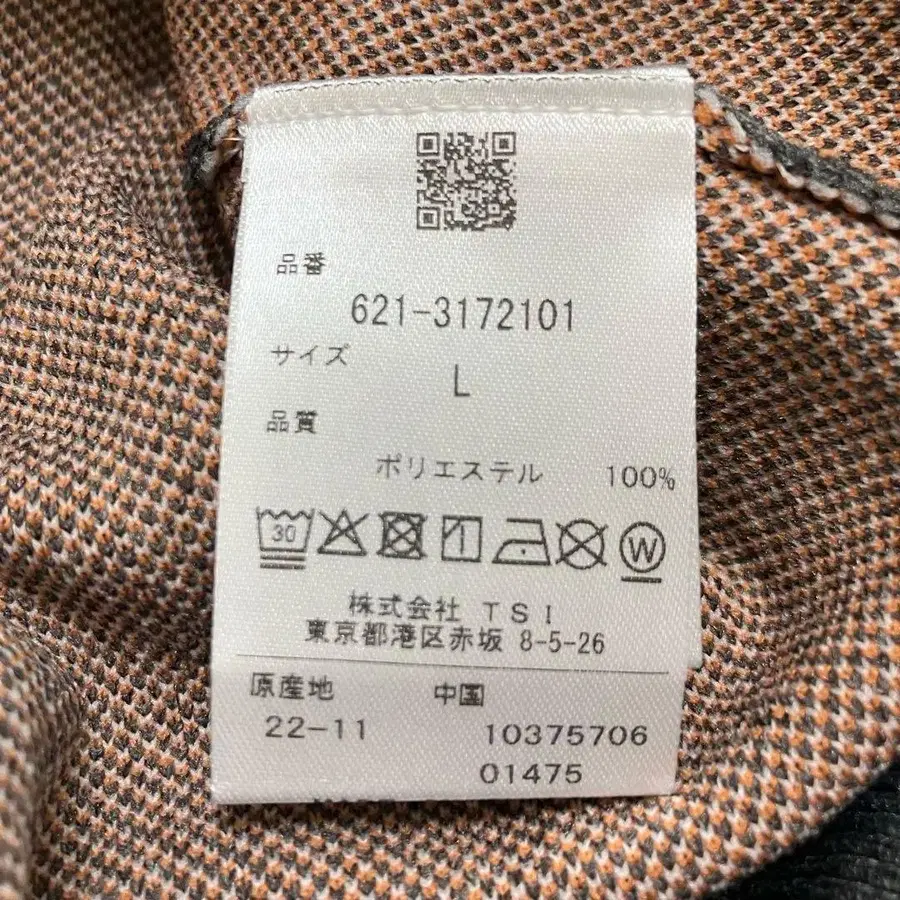 品番
621-3172101
サイズ
L
品質
ポリエステル 100%
30
W
株式会社 TSI
東京都港区赤坂 8-5-26
原産地 中国
22-11 10375706
01475